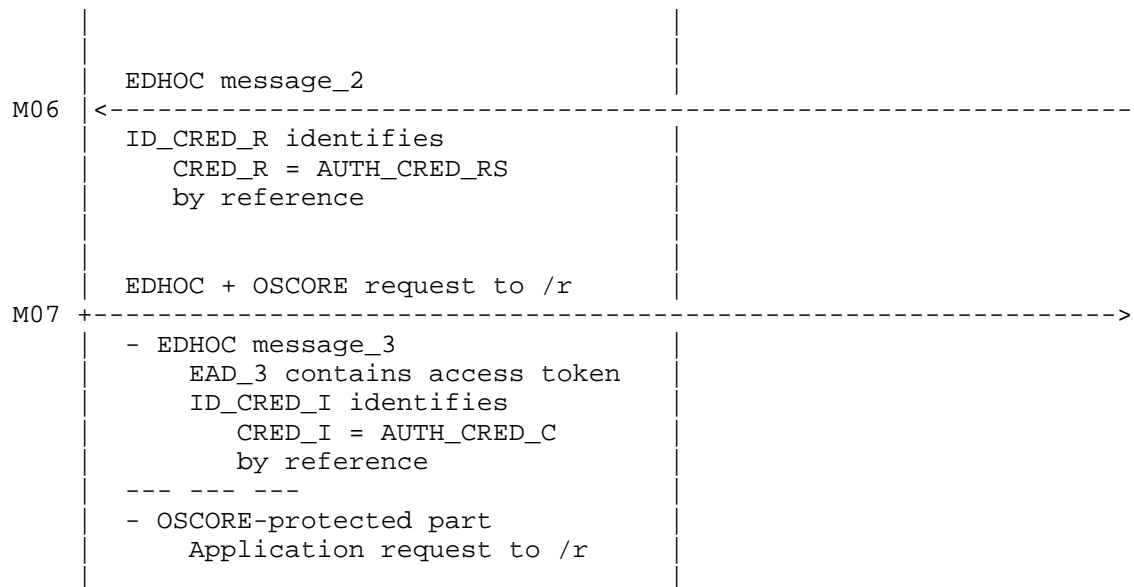 EDHOC message_2
M06 |<----------------------------------------------------------------
ID_CRED_R identifies
CRED_R = AUTH_CRED_RS
by reference
EDHOC + OSCORE request to /r
M07 +---------------------------------------------------------------->
- EDHOC message_3
EAD_3 contains access token
ID_CRED_I identifies
CRED_I = AUTH_CRED_C
by reference
--- --- ---
- OSCORE-protected part
Application request to /r